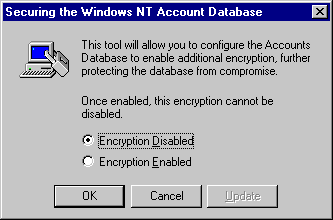 Securing the Windows NT Account Database
This tool will allow you to configure the Accounts
Database to enable additional encryption, further
protecting the database from compromise.
Once enabled, this encryption cannot be
disabled.
Encryption Disabled
Encryption Enabled
OK
Cancel
Update